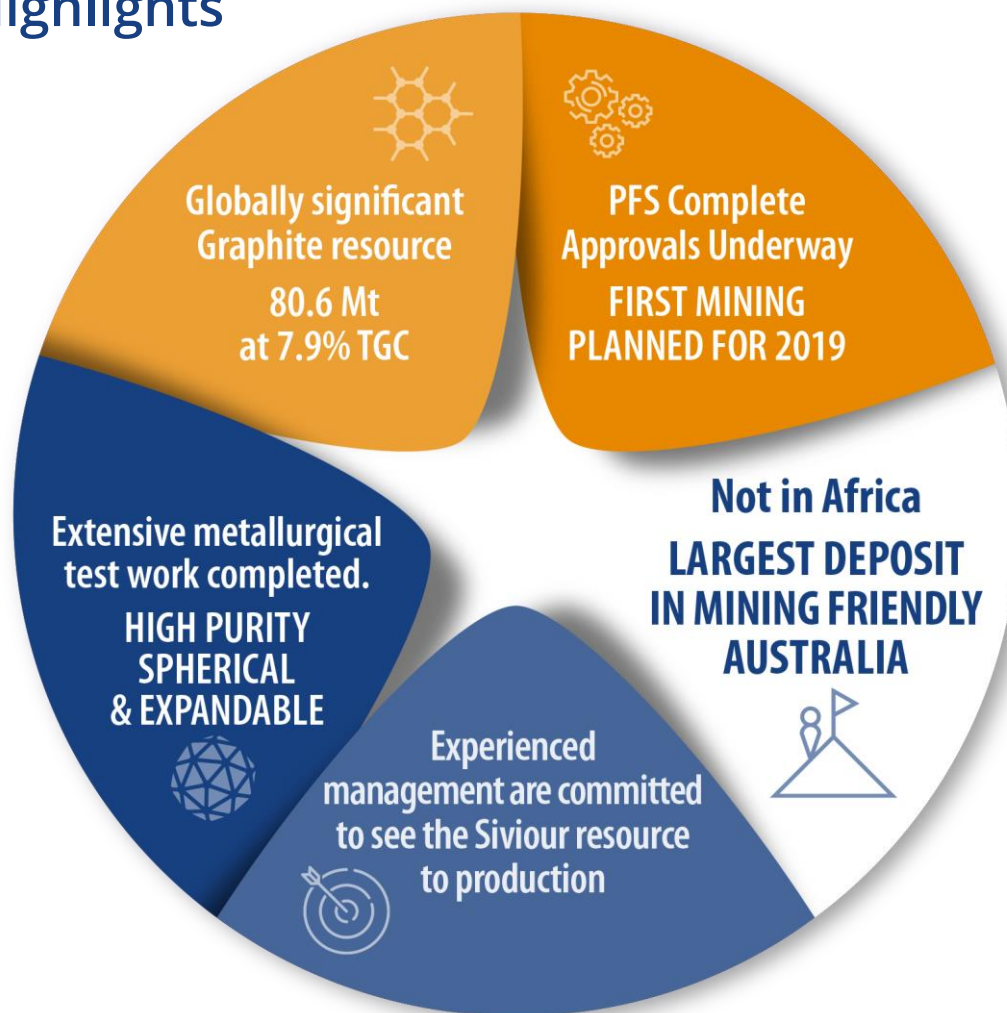 Highlights
Globally significant
Graphite resource
80.6 Mt
at 7.9% TGC
PFS Complete
Approvals Underway
FIRST MINING
PLANNED FOR 2019
Not in Africa
LARGEST DEPOSIT
IN MINING FRIENDLY
AUSTRALIA
Extensive metallurgical
test work completed.
HIGH PURITY
SPHERICAL
& EXPANDABLE
Experienced
management are committed
to see the Siviour resource
to production